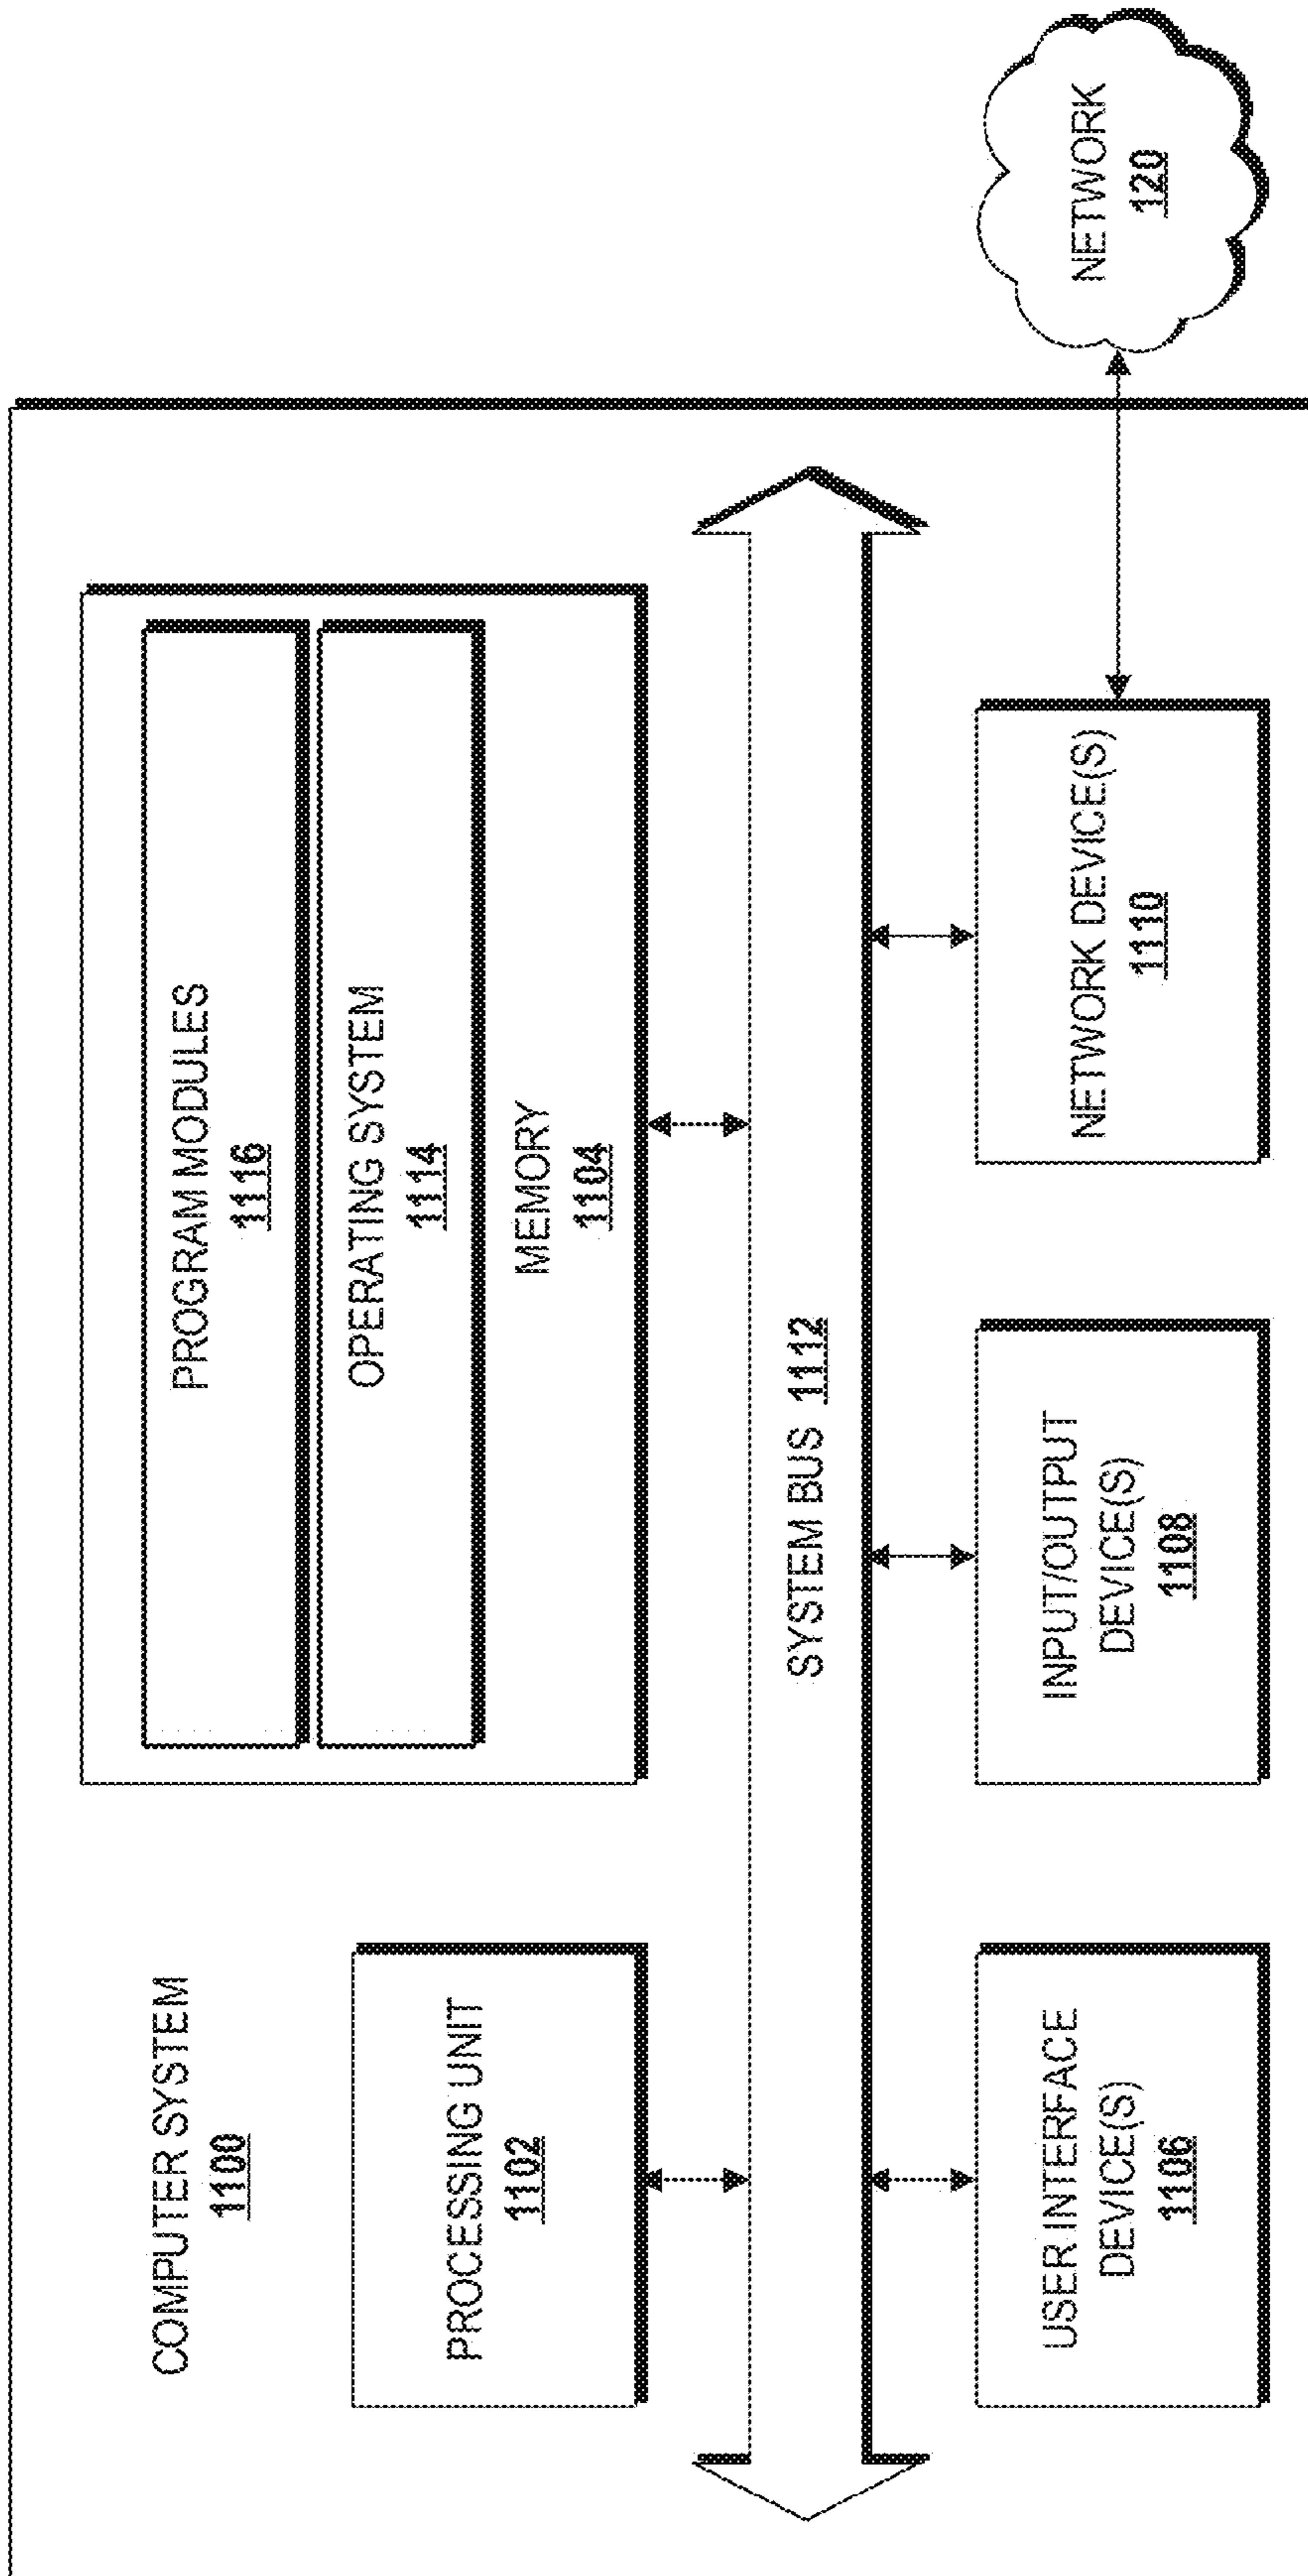 COMPUTER SYSTEM
1100
PROCESSING UNIT
1102
PROGRAM MODULES
1116
OPERATING SYSTEM
1114
MEMORY
1104
SYSTEM BUS 1112
USER INTERFACE
DEVICE(S)
1106
INPUT/OUTPUT
DEVICE(S)
1108
NETWORK DEVICE(S)
1110
NETWORK
120